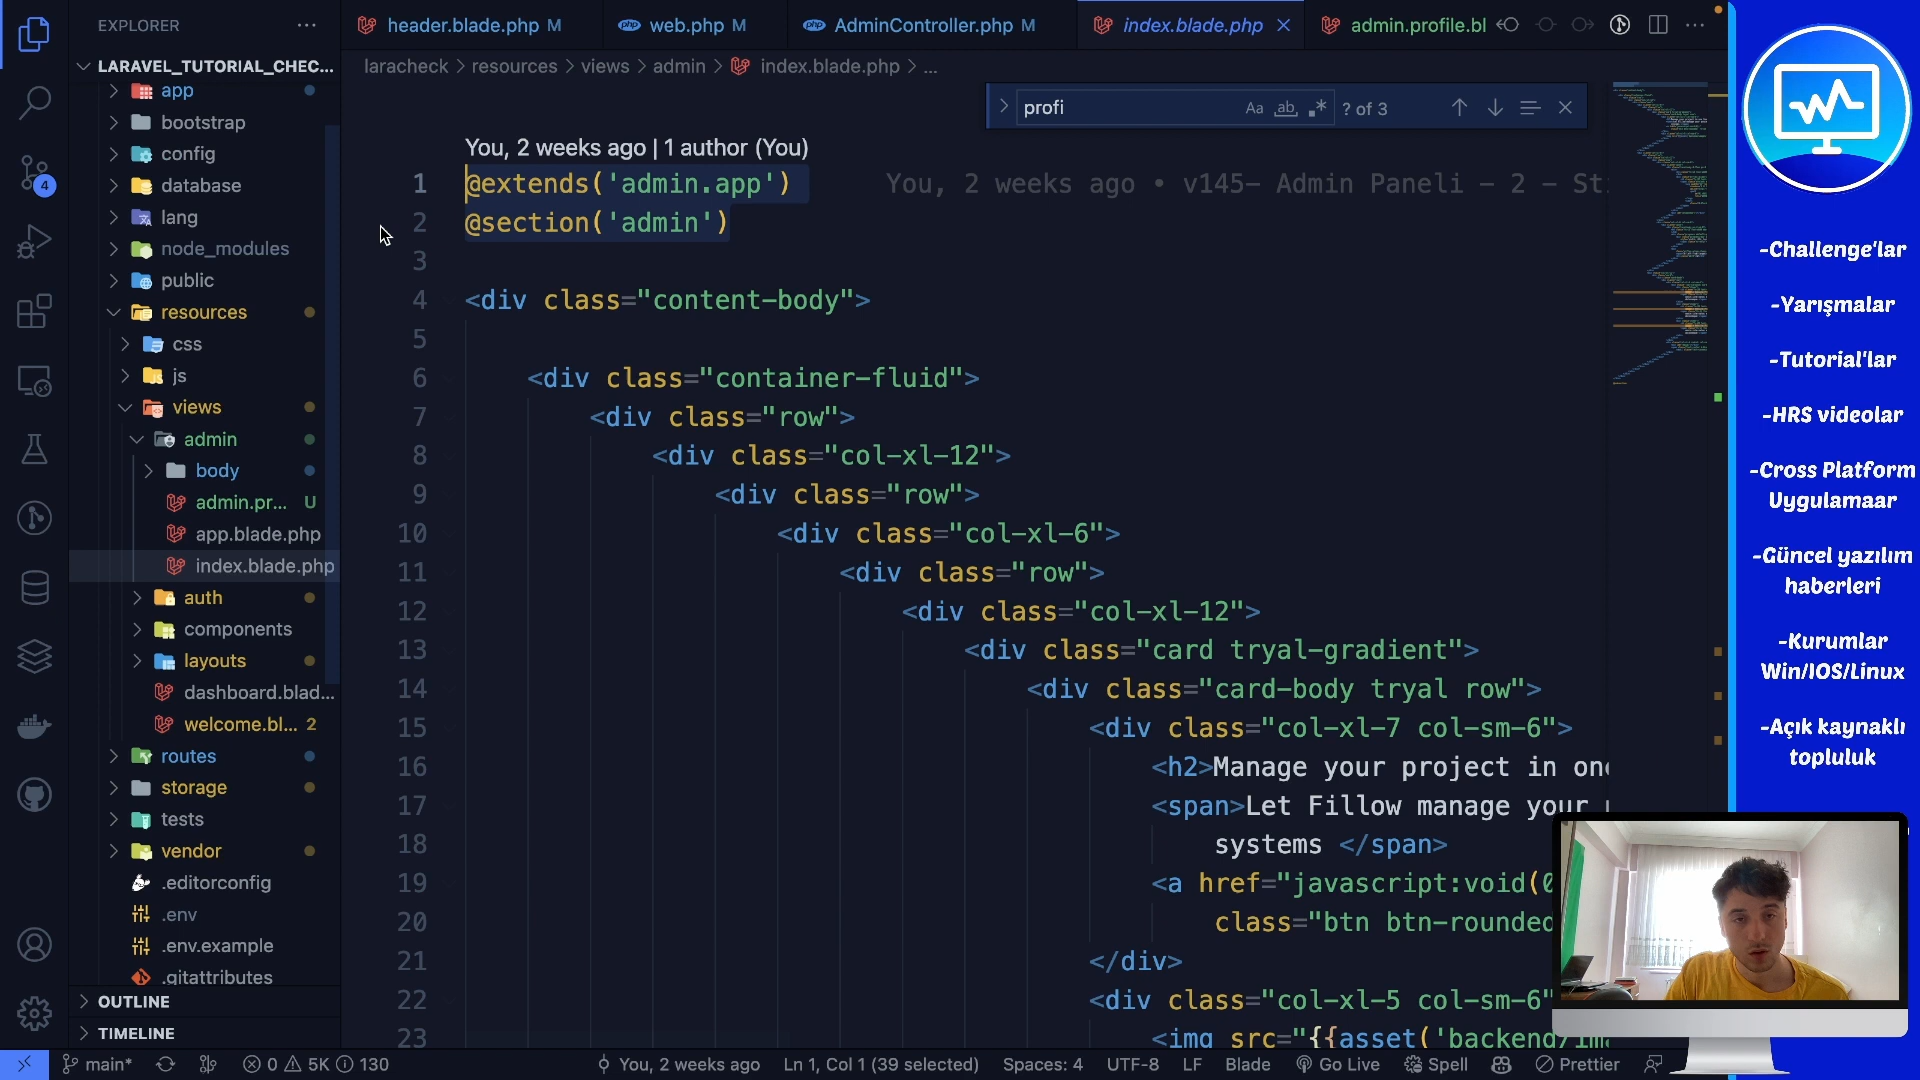 EXPLORER
header.blade.php M
web.php M
AdminController.php M
index.blade.php
admin.profile.bl
LARAVEL_TUTORIAL_CHEC...
laracheck > resources > views > admin > index.blade.php > ...
profi
Aa
ab
? of 3
app
bootstrap
config
database
lang
node_modules
public
resources
css
js
views
admin
body
admin.pr... U
app.blade.php
index.blade.php
auth
components
layouts
dashboard.blad...
welcome.bl... 2
routes
storage
tests
vendor
.editorconfig
.env
.env.example
.gitattributes
OUTLINE
TIMELINE
4
You, 2 weeks ago | 1 author (You)
1 @extends('admin.app') You, 2 weeks ago • v145- Admin Paneli - 2 - St
2 @section('admin')
3
4 <div class="content-body">
5
6 <div class="container-fluid">
7 <div class="row">
8 <div class="col-xl-12">
9 <div class="row">
10 <div class="col-xl-6">
11 <div class="row">
12 <div class="col-xl-12">
13 <div class="card tryal-gradient">
14 <div class="card-body tryal row">
15 <div class="col-xl-7 col-sm-6">
16 <h2>Manage your project in on
17 <span>Let Fillow manage your
18 systems </span>
19 <a href="javascript:void(0
20 class="btn btn-rounded
21 </div>
22 <div class="col-xl-5 col-sm-6"
23 <img src="{{asset('backend/im
-Challenge'lar
-Yarışmalar
-Tutorial'lar
-HRS videolar
-Cross Platform
Uygulamaar
-Güncel yazılım
haberleri
-Kurumlar
Win/IOS/Linux
-Açık kaynaklı
topluluk
main*
0
5K
130
You, 2 weeks ago
Ln 1, Col 1 (39 selected)
Spaces: 4
UTF-8
LF
Blade
Go Live
Spell
Prettier